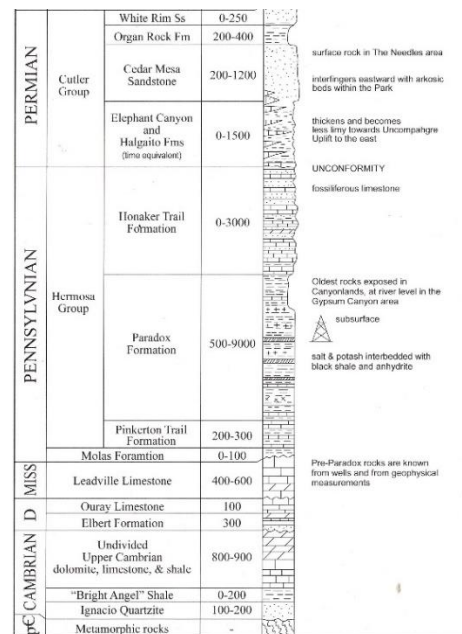 White Rim Ss 0-250
Organ Rock Fm 200-400
surface rock in The Needles area
PERMIAN
Cutler
Group
Cedar Mesa
Sandstone
200-1200
interfingers eastward with arkosic
beds within the Park
Elephant Canyon
and
Halgaito Fms
(time equivalent)
0-1500
thickens and becomes
less limy towards Uncompahgre
Uplift to the east
UNCONFORMITY
fossiliferous limestone
PENNSYLVNIAN
Hermosa
Group
Honaker Trail
Formation
0-3000
Oldest rocks exposed in
Canyonlands, at river level in the
Gypsum Canyon area
subsurface
Paradox
Formation
500-9000
salt & potash interbedded with
black shale and anhydrite
Pinkerton Trail
Formation
200-300
Molas Foramtion 0-100
MISS
Leadville Limestone 400-600
Pre-Paradox rocks are known
from wells and from geophysical
measurements
D
Ouray Limestone 100
Elbert Formation 300
CAMBRIAN
Undivided
Upper Cambrian
dolomite, limestone, & shale
800-900
"Bright Angel" Shale 0-200
Ignacio Quartzite 100-200
p€
Metamorphic rocks -